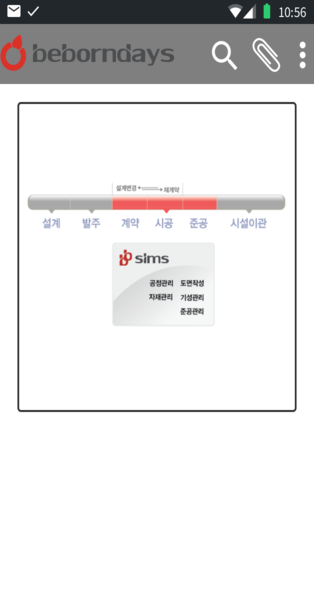 10:56
beborndays
설계변경 재계약
설계 발주 계약 시공 준공 시설이관
sims
공정관리 도면작성
자재관리 기성관리
준공관리